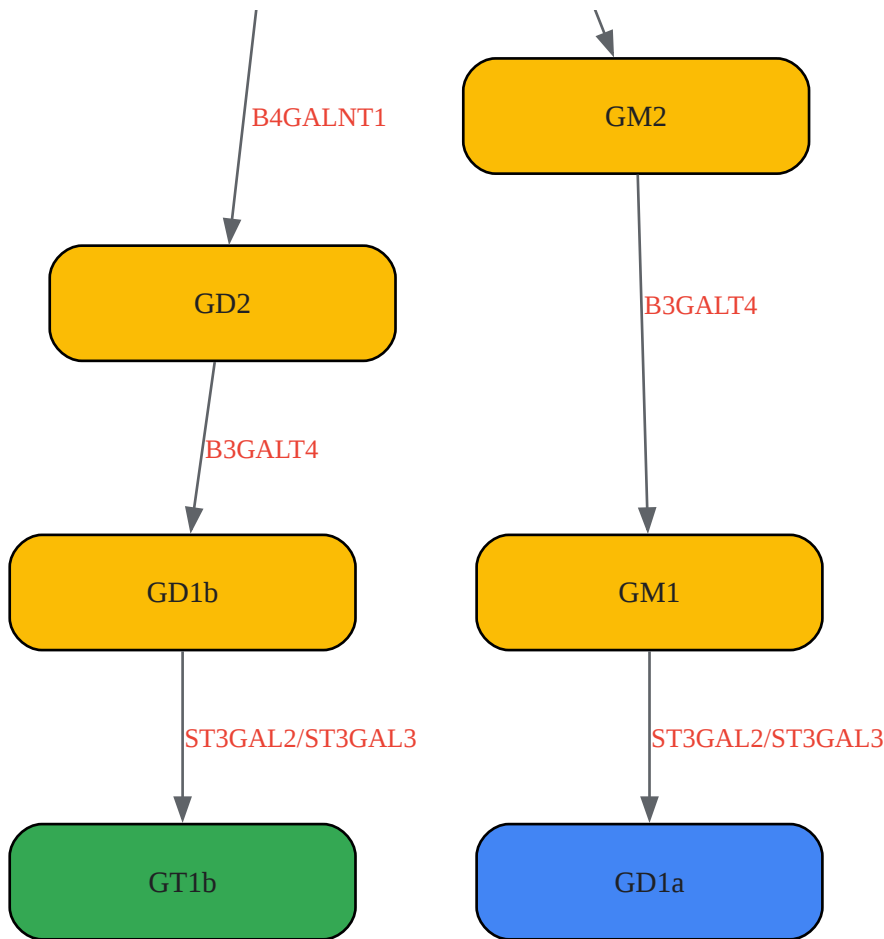 B4GALNT1
GM2
GD2
B3GALT4
B3GALT4
GD1b
GM1
ST3GAL2/ST3GAL3
ST3GAL2/ST3GAL3
GT1b
GD1a